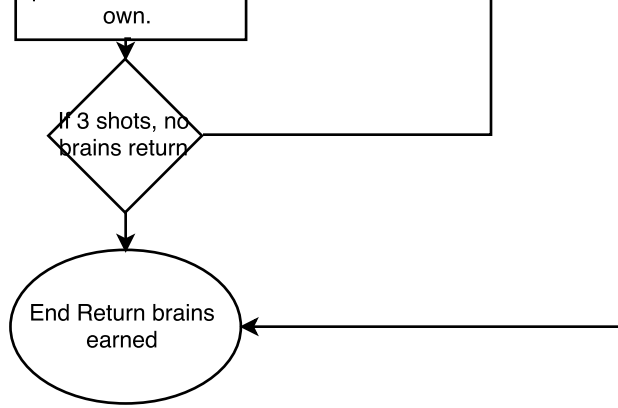 own.
If 3 shots, no
brains return
End Return brains
earned